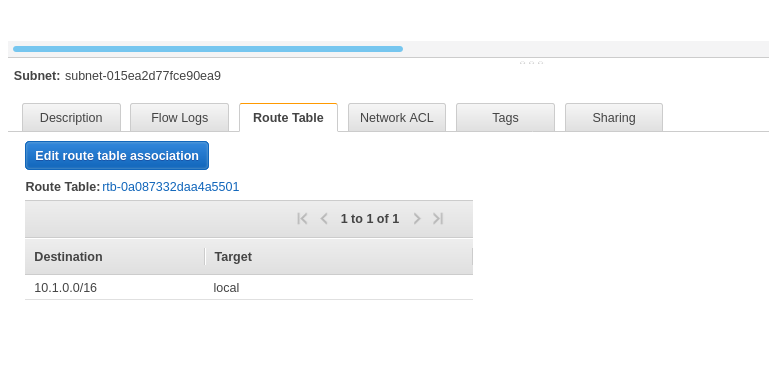 Subnet: subnet-015ea2d77fce90ea9
Description Flow Logs Route Table Network ACL Tags Sharing
Edit route table association
Route Table: rtb-0a087332daa4a5501
1 to 1 of 1
Destination Target
10.1.0.0/16 local